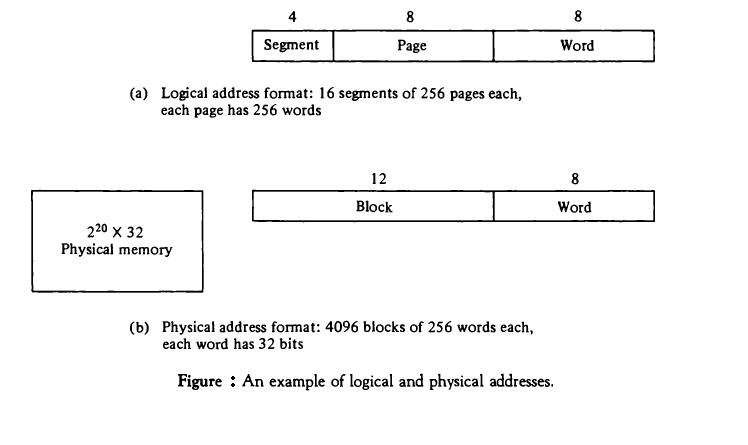 4 8 8
Segment Page Word
(a) Logical address format: 16 segments of 256 pages each,
each page has 256 words
12 8
Block Word
2²⁰ X 32
Physical memory
(b) Physical address format: 4096 blocks of 256 words each,
each word has 32 bits
Figure : An example of logical and physical addresses.